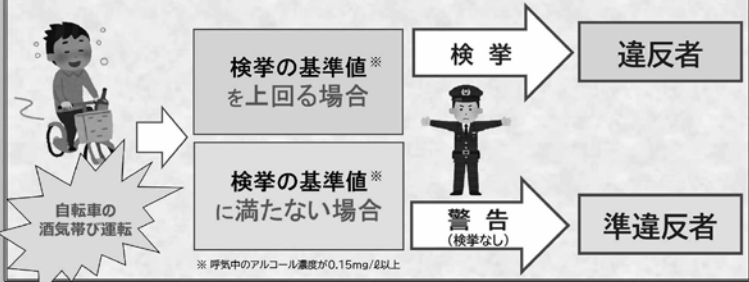 検挙の基準値※
を上回る場合
検挙
違反者
自転車の
酒気帯び運転
検挙の基準値※
に満たない場合
警告
(検挙なし)
準違反者
※ 呼気中のアルコール濃度が0.15mg/ℓ以上